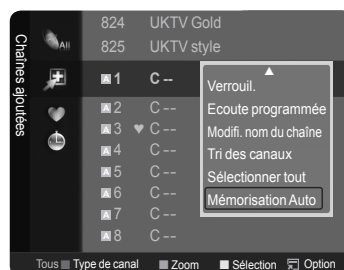 824 UKTV Gold
825 UKTV style
Chaînes ajoutées
All
A 1 C --
A 2 C --
A 3 ♥ C --
A 4 C --
A 5 C --
A 6 C --
A 7 C --
A 8 C --
▲
Verrouil.
Ecoute programmée
Modifi. nom du chaîne
Tri des canaux
Sélectionner tout
Mémorisation Auto
Tous Type de canal Zoom Sélection Option